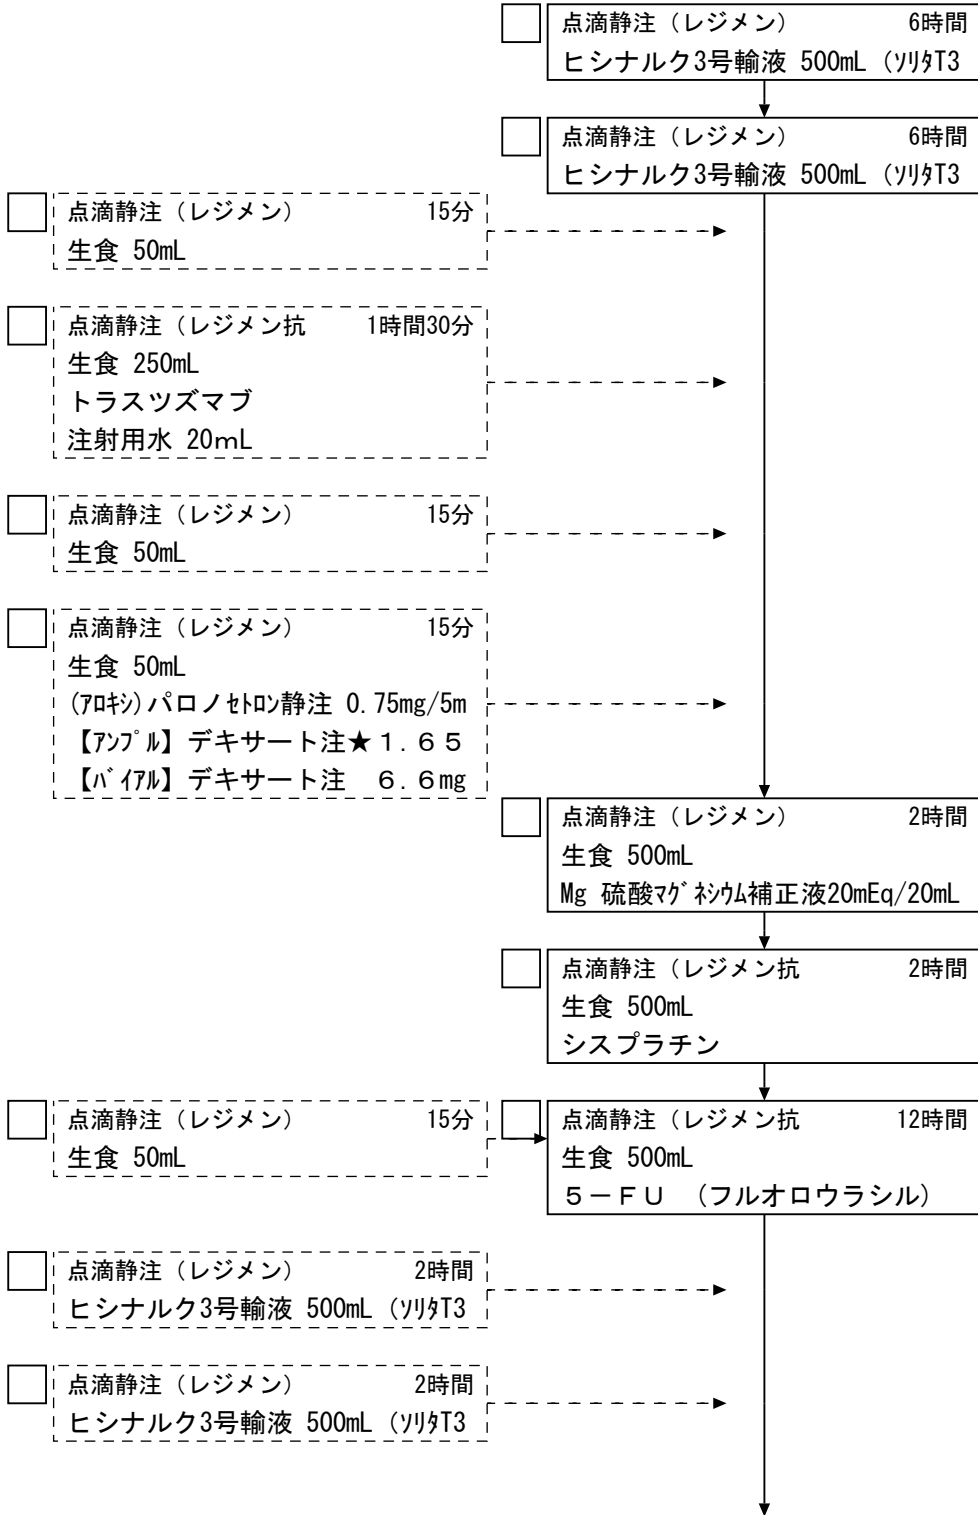 点滴静注（レジメン） 6時間
ヒシナルク3号輸液 500mL（ｿﾘﾀT3
点滴静注（レジメン） 6時間
ヒシナルク3号輸液 500mL（ｿﾘﾀT3
点滴静注（レジメン） 15分
生食 50mL
点滴静注（レジメン抗 1時間30分
生食 250mL
トラスツズマブ
注射用水 20ｍL
点滴静注（レジメン） 15分
生食 50mL
点滴静注（レジメン） 15分
生食 50mL
(ｱﾛｷｼ)パロノｾﾄﾛﾝ静注 0.75mg/5m
【ｱﾝﾌﾟﾙ】デキサート注★１.６５
【ﾊﾞｲｱﾙ】デキサート注 ６.６mg
点滴静注（レジメン） 2時間
生食 500mL
Mg 硫酸ﾏｸﾞﾈｼｳﾑ補正液20mEq/20mL
点滴静注（レジメン抗 2時間
生食 500mL
シスプラチン
点滴静注（レジメン） 15分
生食 50mL
点滴静注（レジメン抗 12時間
生食 500mL
５－ＦＵ （フルオロウラシル）
点滴静注（レジメン） 2時間
ヒシナルク3号輸液 500mL（ｿﾘﾀT3
点滴静注（レジメン） 2時間
ヒシナルク3号輸液 500mL（ｿﾘﾀT3